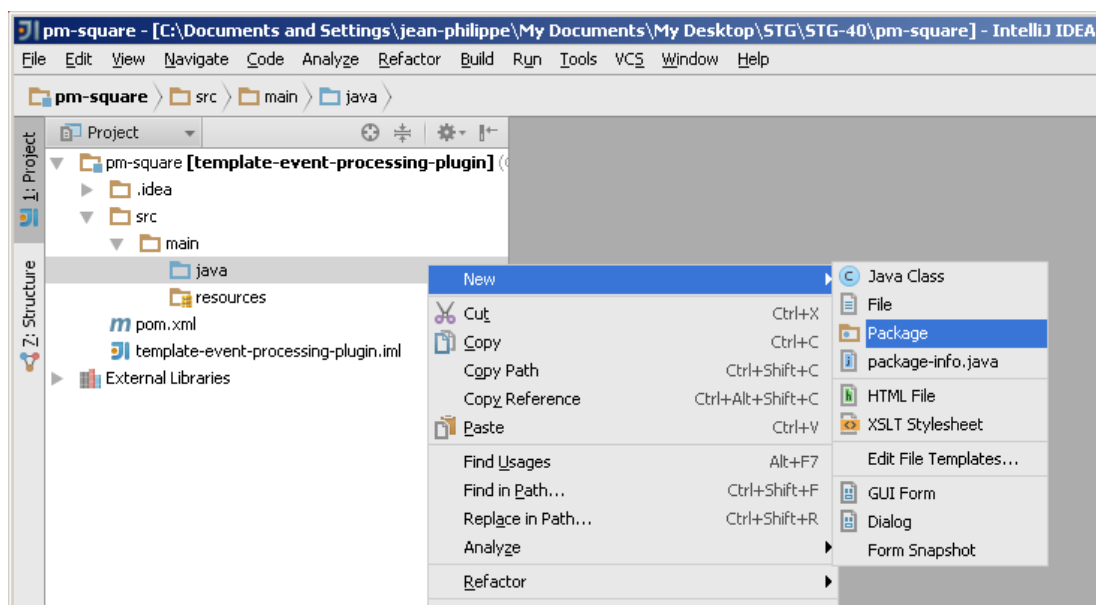 pm-square - [C:\Documents and Settings\jean-philippe\My Documents\My Desktop\STG\STG-40\pm-square] - IntelliJ IDEA
File Edit View Navigate Code Analyze Refactor Build Run Tools VCS Window Help
pm-square src main java
1: Project
Z: Structure
Project
pm-square [template-event-processing-plugin] (
.idea
src
main
java
resources
pom.xml
template-event-processing-plugin.iml
External Libraries
New
Cut Ctrl+X
Copy Ctrl+C
Copy Path Ctrl+Shift+C
Copy Reference Ctrl+Alt+Shift+C
Paste Ctrl+V
Find Usages Alt+F7
Find in Path... Ctrl+Shift+F
Replace in Path... Ctrl+Shift+R
Analyze
Refactor
Java Class
File
Package
package-info.java
HTML File
XSLT Stylesheet
Edit File Templates...
GUI Form
Dialog
Form Snapshot